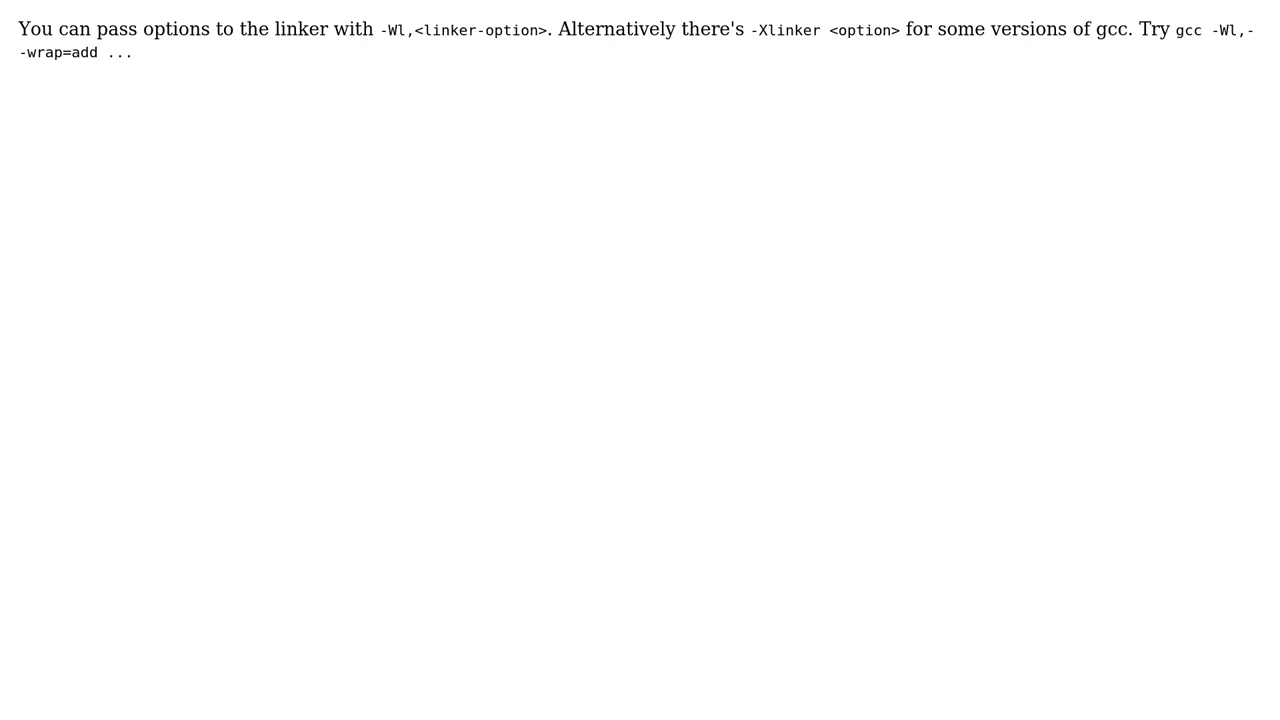 You can pass options to the linker with -Wl,<linker-option>. Alternatively there's -Xlinker <option> for some versions of gcc. Try gcc -Wl,-
-wrap=add ...